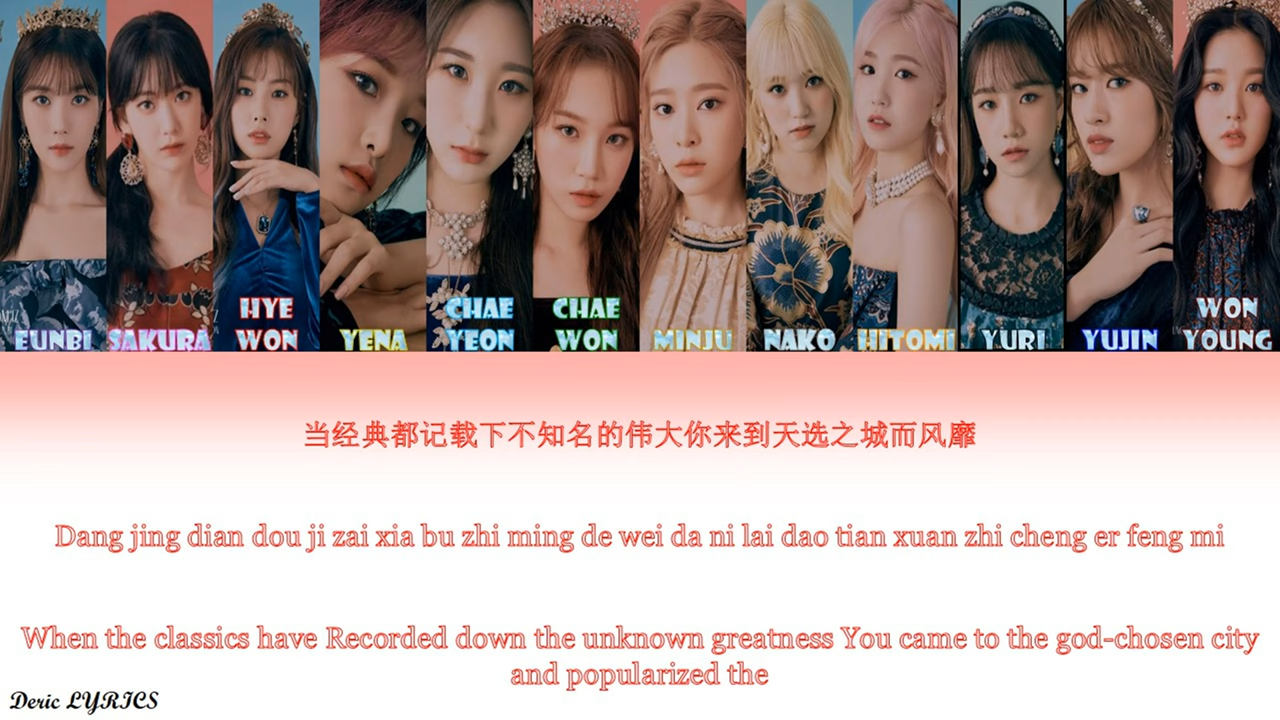 EUNBI
SAKURA
HYE
WON
YENA
CHAE
YEON
CHAE
WON
MINJU
NAKO
HITOMI
YURI
YUJIN
WON
YOUNG
当经典都记载下不知名的伟大你来到天选之城而风靡
Dang jing dian dou ji zai xia bu zhi ming de wei da ni lai dao tian xuan zhi cheng er feng mi
When the classics have Recorded down the unknown greatness You came to the god-chosen city
and popularized the
Deric LYRICS